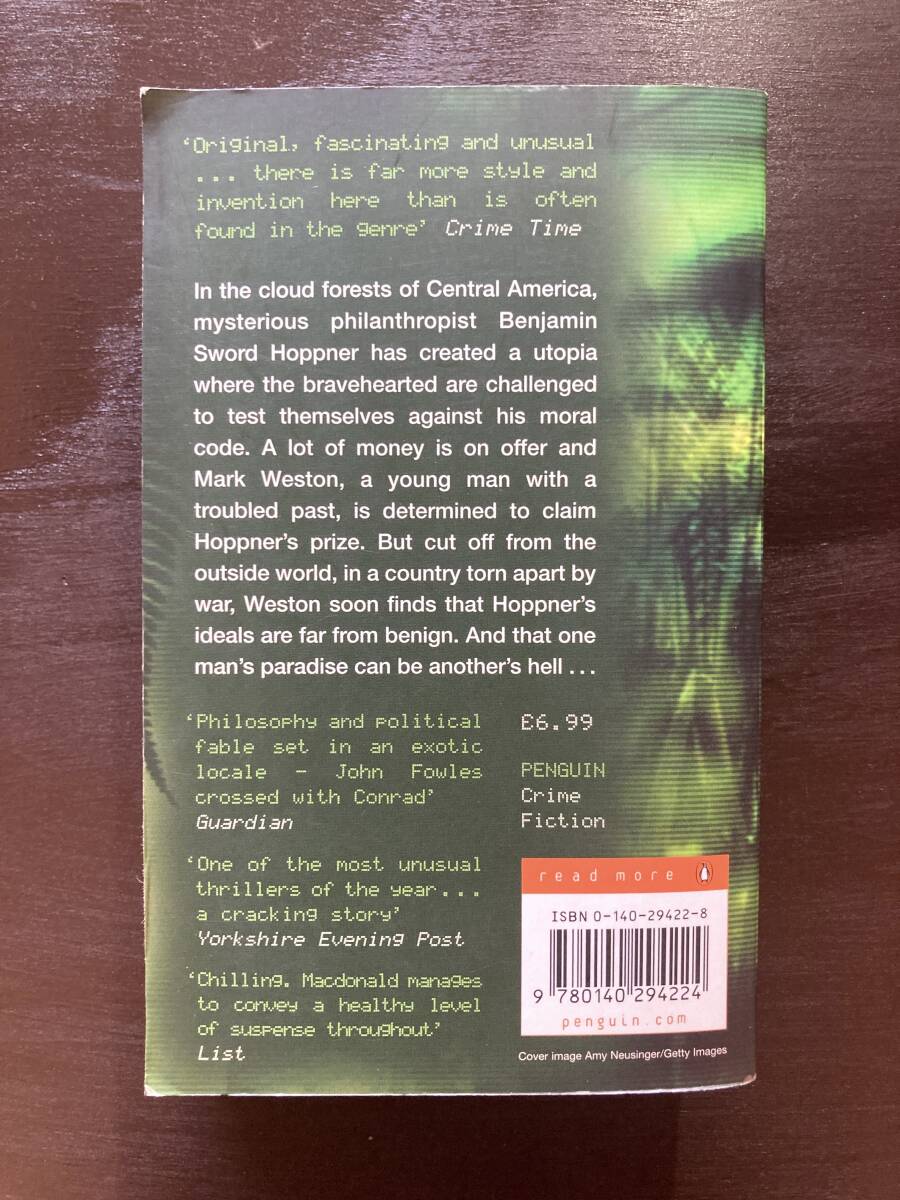 ‘Original, fascinating and unusual
... there is far more style and
invention here than is often
found in the genre’ Crime Time
In the cloud forests of Central America,
mysterious philanthropist Benjamin
Sword Hoppner has created a utopia
where the bravehearted are challenged
to test themselves against his moral
code. A lot of money is on offer and
Mark Weston, a young man with a
troubled past, is determined to claim
Hoppner’s prize. But cut off from the
outside world, in a country torn apart by
war, Weston soon finds that Hoppner’s
ideals are far from benign. And that one
man’s paradise can be another’s hell ...
‘Philosophy and political
fable set in an exotic
locale – John Fowles
crossed with Conrad’
Guardian
‘One of the most unusual
thrillers of the year...
a cracking story’
Yorkshire Evening Post
‘Chilling. Macdonald manages
to convey a healthy level
of suspense throughout’
List
£6.99
PENGUIN
Crime
Fiction
read more
ISBN 0-140-29422-8
9 780140 294224
penguin.com
Cover image Amy Neusinger/Getty Images